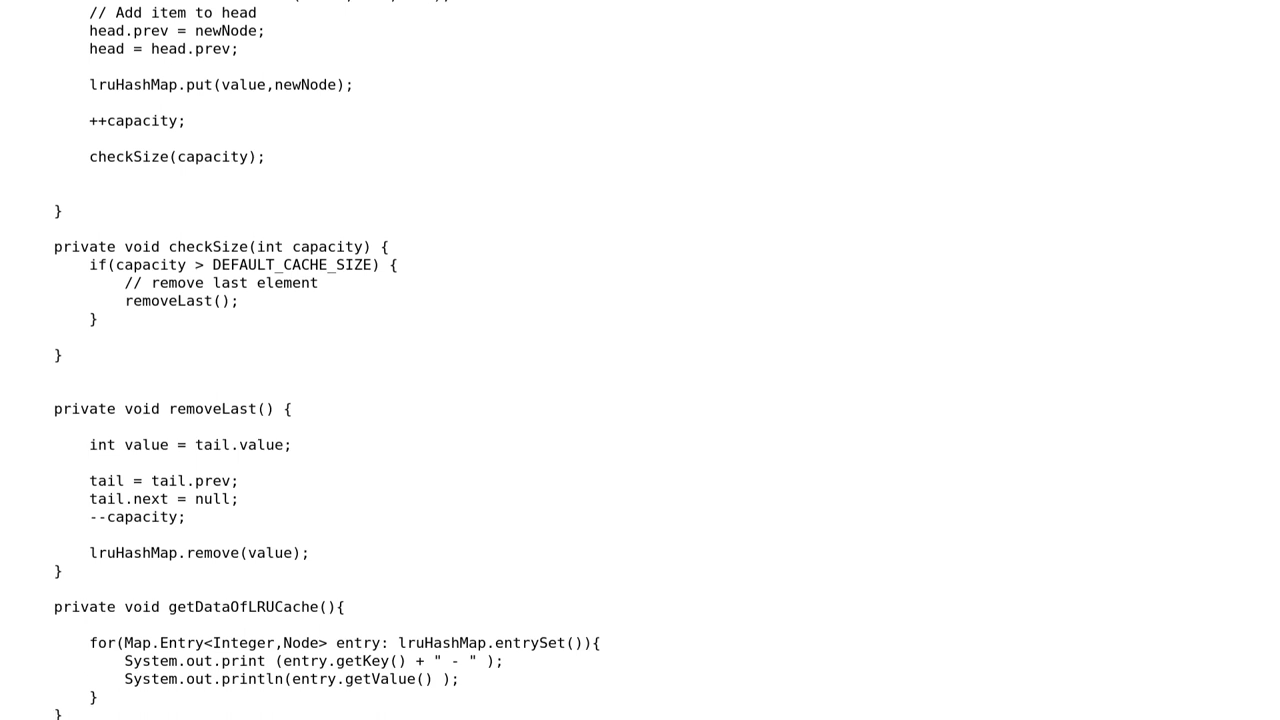 // Add item to head
head.prev = newNode;
head = head.prev;
lruHashMap.put(value,newNode);
++capacity;
checkSize(capacity);
}
private void checkSize(int capacity) {
if(capacity > DEFAULT_CACHE_SIZE) {
// remove last element
removeLast();
}
}
private void removeLast() {
int value = tail.value;
tail = tail.prev;
tail.next = null;
--capacity;
lruHashMap.remove(value);
}
private void getDataOfLRUCache(){
for(Map.Entry<Integer,Node> entry: lruHashMap.entrySet()){
System.out.print (entry.getKey() + " - " );
System.out.println(entry.getValue() );
}
}